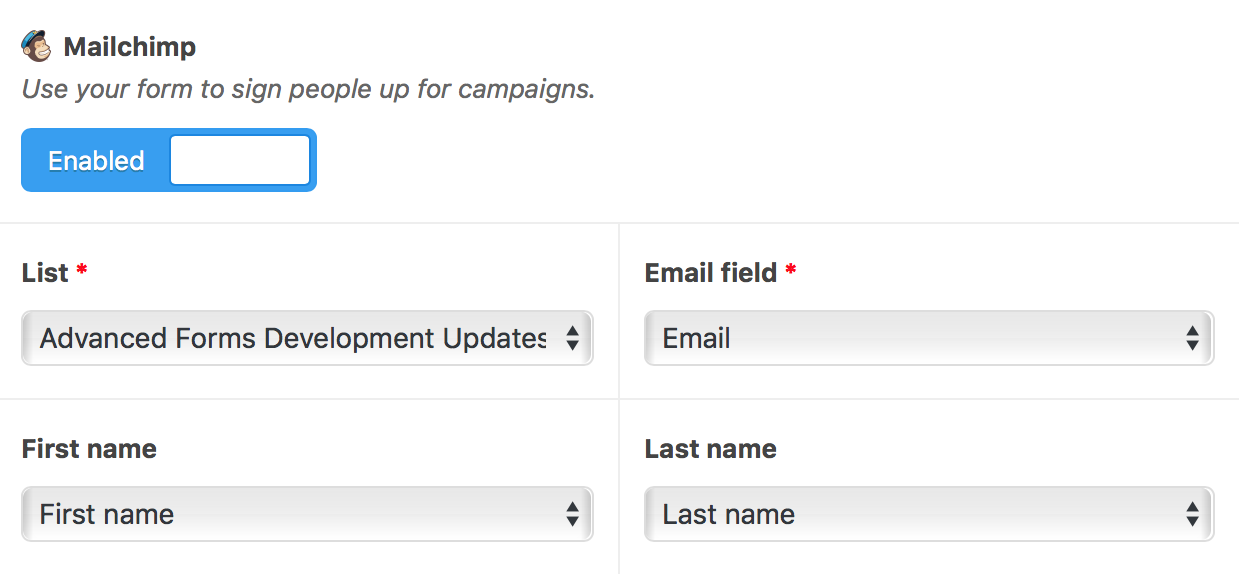 Mailchimp
Use your form to sign people up for campaigns.
Enabled
List *
Email field *
Advanced Forms Development Updates
Email
First name
Last name
First name
Last name